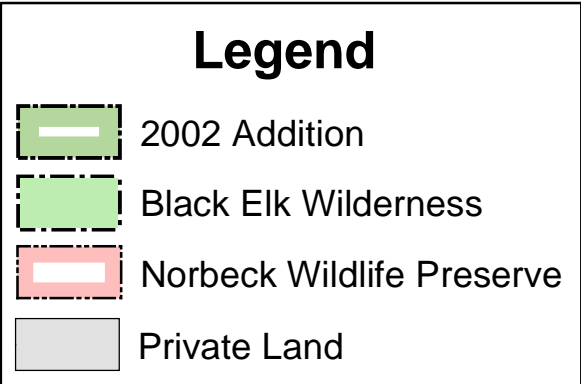 Legend
2002 Addition
Black Elk Wilderness
Norbeck Wildlife Preserve
Private Land